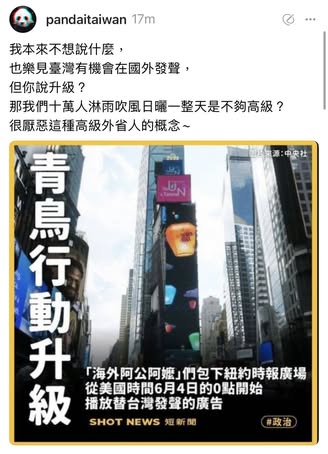 pandaitaiwan 17m
我本來不想說什麼，
也樂見臺灣有機會在國外發聲，
但你說升級？
那我們十萬人淋雨吹風日曬一整天是不夠高級？
很厭惡這種高級外省人的概念~
來源：中央社
青鳥行動升級
「海外阿公阿嬤」們包下紐約時報廣場
從美國時間6月4日的0點開始
播放替台灣發聲的廣告
SHOT NEWS 短新聞
#政治